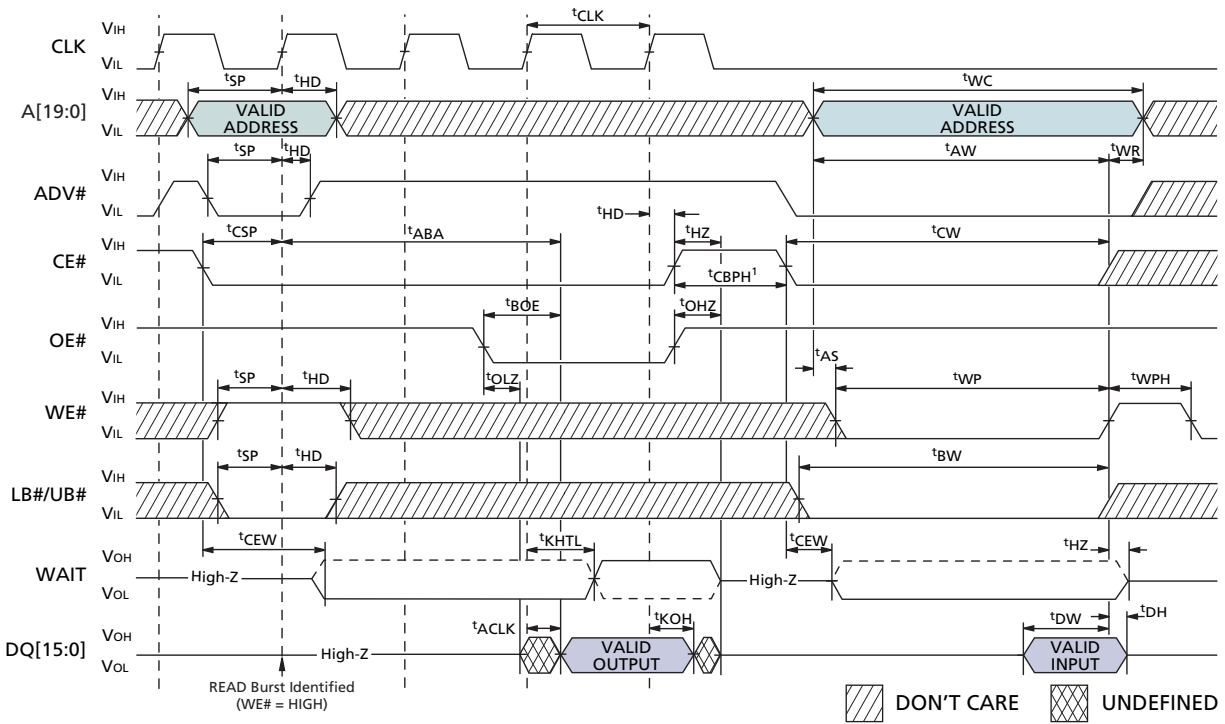 tCLK
CLK
VIH
VIL
tSP
tHD
tWC
A[19:0]
VIH
VIL
VALID
ADDRESS
VALID
ADDRESS
tSP
tHD
tAW
tWR
ADV#
VIH
VIL
tHD
tCSP
tABA
tHZ
tCW
CE#
VIH
VIL
tCBPH1
tBOE
tOHZ
OE#
VIH
VIL
tOLZ
tAS
tSP
tHD
tWP
tWPH
WE#
VIH
VIL
tSP
tHD
tBW
LB#/UB#
VIH
VIL
tCEW
tKHTL
tCEW
tHZ
WAIT
VOH
VOL
High-Z
High-Z
tACLK
tKOH
tDW
tDH
DQ[15:0]
VOH
VOL
High-Z
VALID
OUTPUT
VALID
INPUT
READ Burst Identified
(WE# = HIGH)
DON'T CARE
UNDEFINED